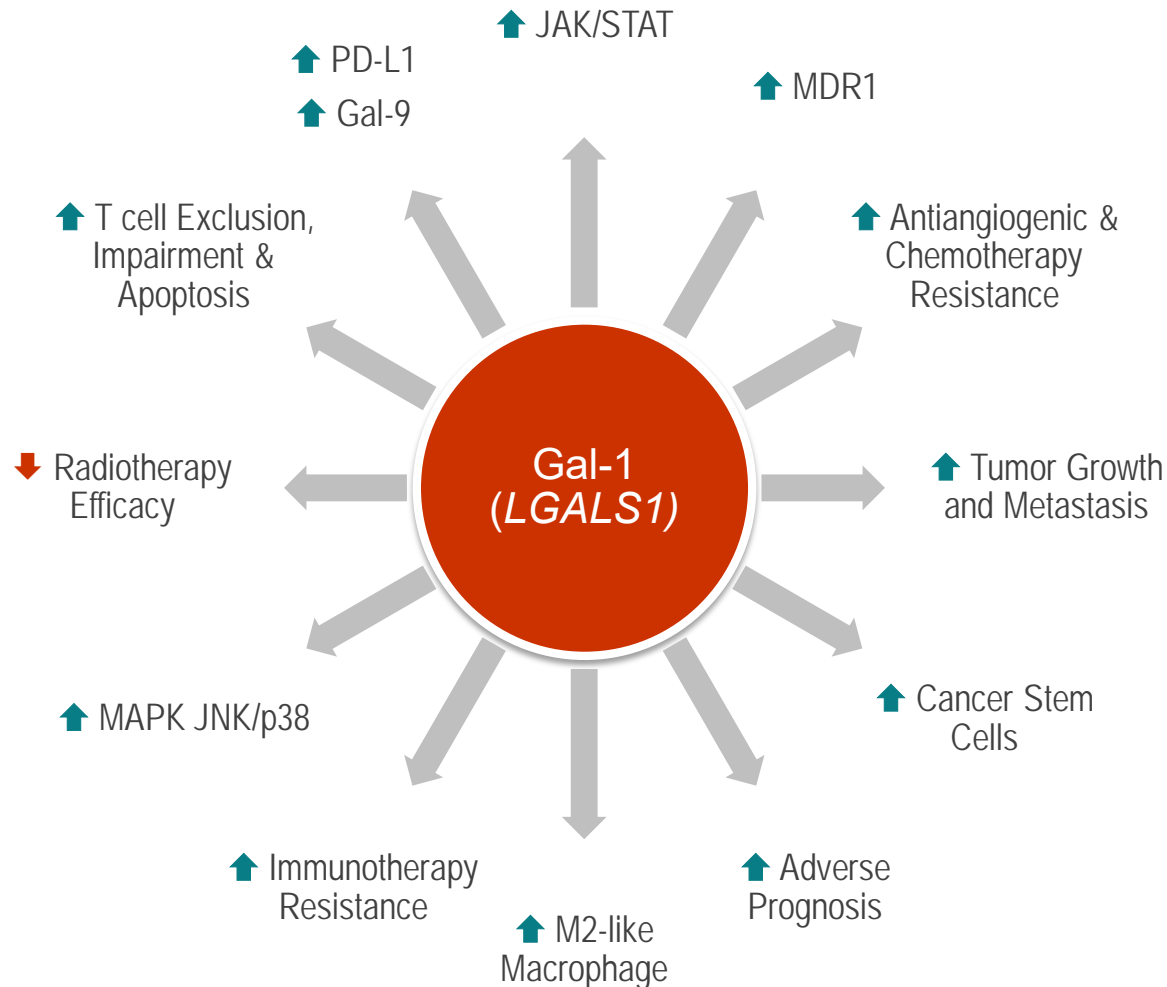 JAK/STAT
PD-L1
Gal-9
MDR1
T cell Exclusion,
Impairment &
Apoptosis
Antiangiogenic &
Chemotherapy
Resistance
Radiotherapy
Efficacy
Gal-1
(LGALS1)
Tumor Growth
and Metastasis
MAPK JNK/p38
Cancer Stem
Cells
Immunotherapy
Resistance
M2-like
Macrophage
Adverse
Prognosis